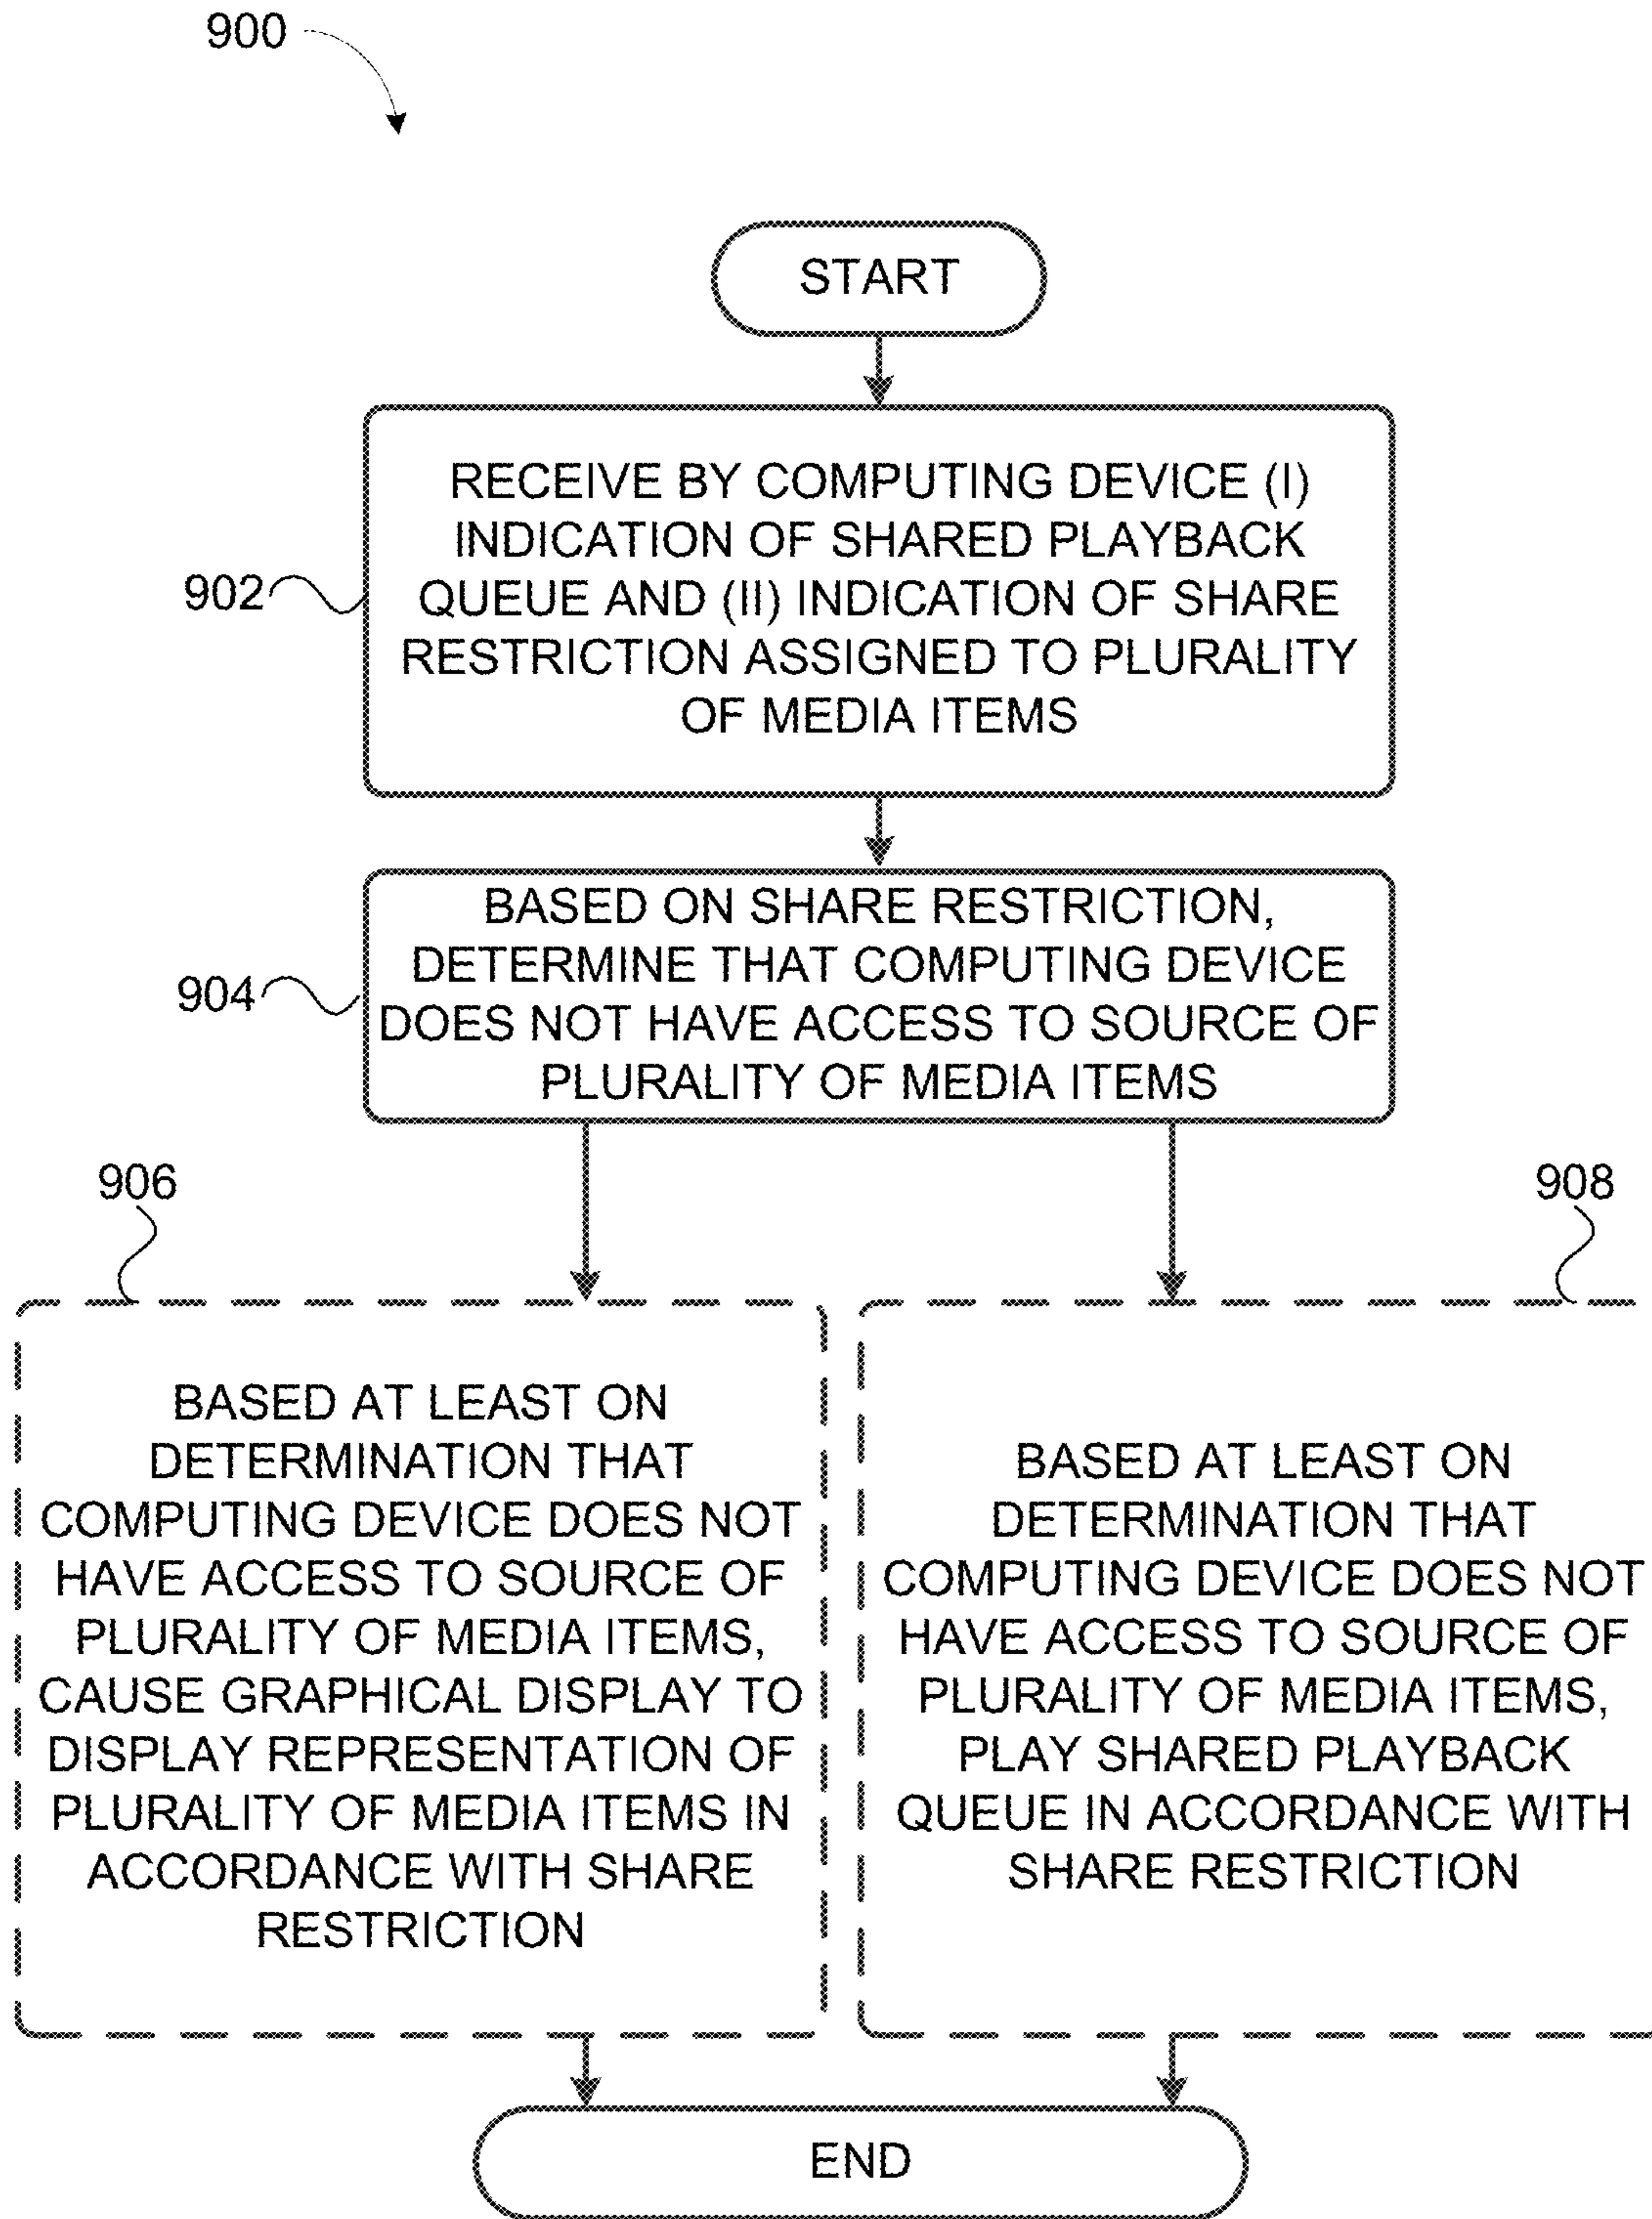 900
START
902
RECEIVE BY COMPUTING DEVICE (I)
INDICATION OF SHARED PLAYBACK
QUEUE AND (II) INDICATION OF SHARE
RESTRICTION ASSIGNED TO PLURALITY
OF MEDIA ITEMS
904
BASED ON SHARE RESTRICTION,
DETERMINE THAT COMPUTING DEVICE
DOES NOT HAVE ACCESS TO SOURCE OF
PLURALITY OF MEDIA ITEMS
906
BASED AT LEAST ON
DETERMINATION THAT
COMPUTING DEVICE DOES NOT
HAVE ACCESS TO SOURCE OF
PLURALITY OF MEDIA ITEMS,
CAUSE GRAPHICAL DISPLAY TO
DISPLAY REPRESENTATION OF
PLURALITY OF MEDIA ITEMS IN
ACCORDANCE WITH SHARE
RESTRICTION
908
BASED AT LEAST ON
DETERMINATION THAT
COMPUTING DEVICE DOES NOT
HAVE ACCESS TO SOURCE OF
PLURALITY OF MEDIA ITEMS,
PLAY SHARED PLAYBACK
QUEUE IN ACCORDANCE WITH
SHARE RESTRICTION
END